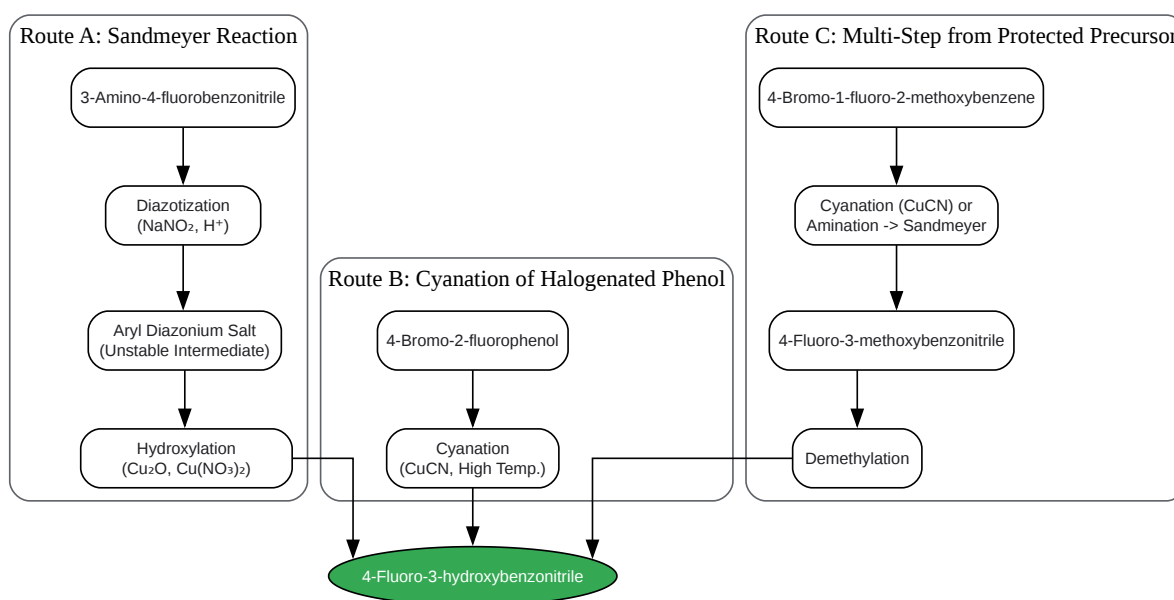 Route A: Sandmeyer Reaction
3-Amino-4-fluorobenzonitrile
Diazotization
(NaNO₂, H⁺)
Aryl Diazonium Salt
(Unstable Intermediate)
Hydroxylation
(Cu₂O, Cu(NO₃)₂)
Route B: Cyanation of Halogenated Phenol
4-Bromo-2-fluorophenol
Cyanation
(CuCN, High Temp.)
Route C: Multi-Step from Protected Precursor
4-Bromo-1-fluoro-2-methoxybenzene
Cyanation (CuCN) or
Amination -> Sandmeyer
4-Fluoro-3-methoxybenzonitrile
Demethylation
4-Fluoro-3-hydroxybenzonitrile